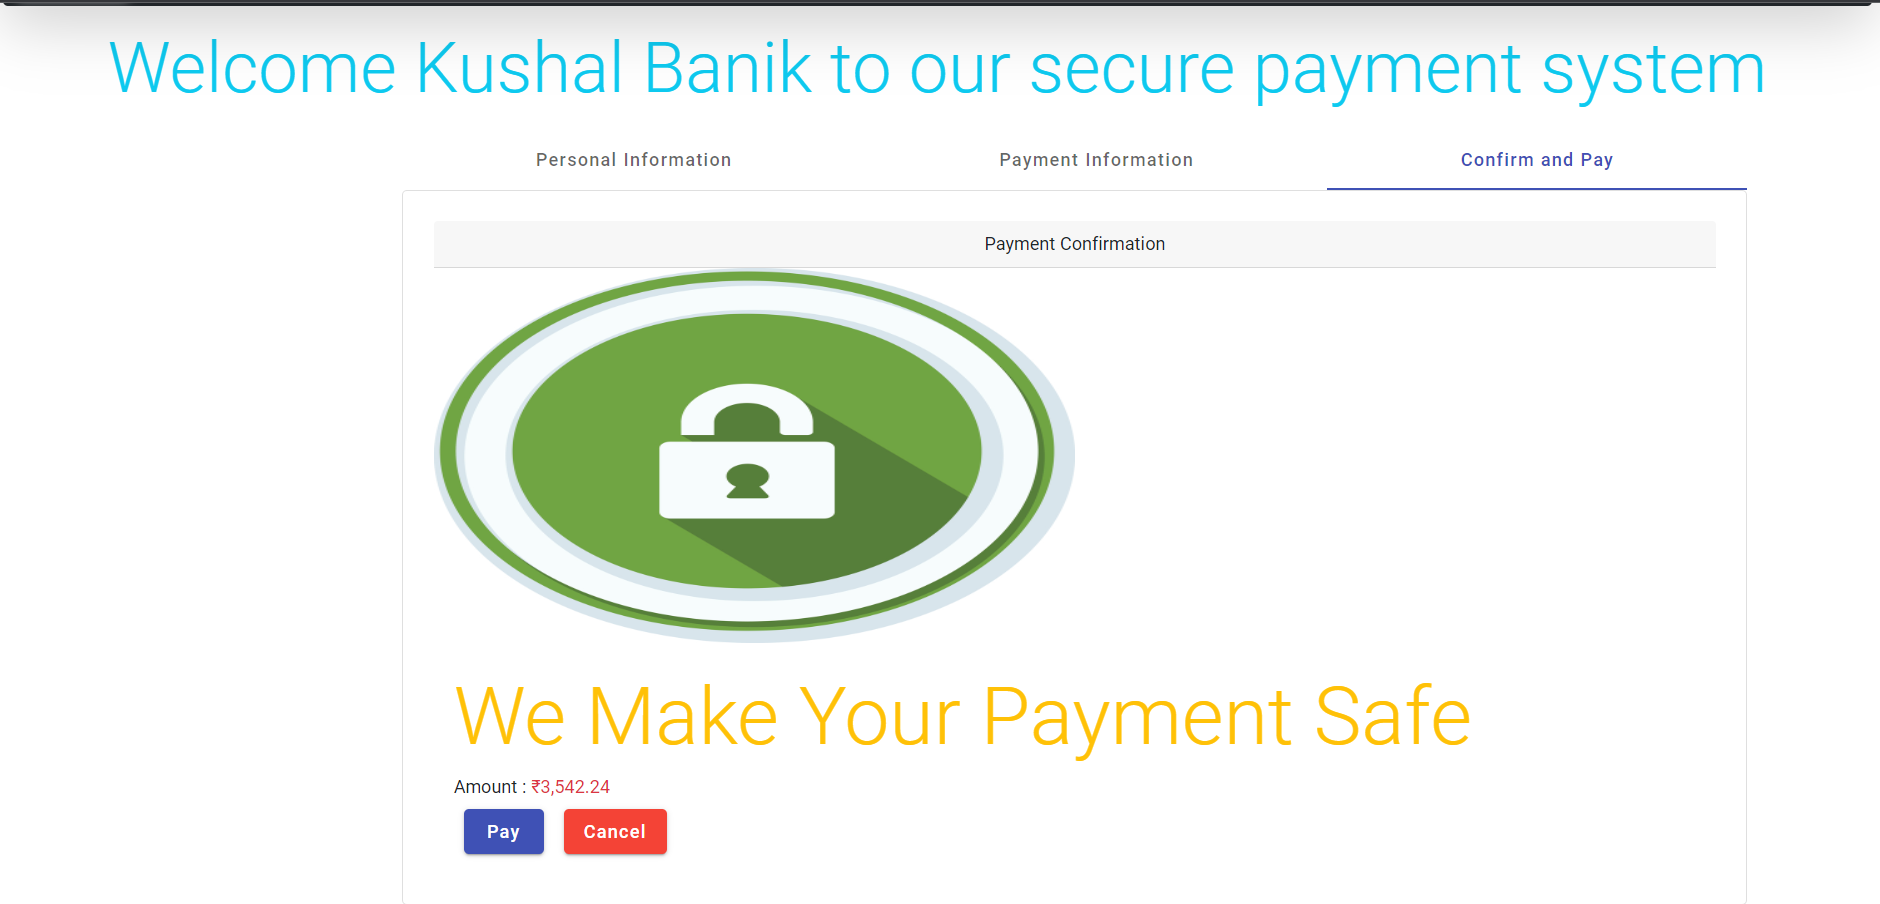 Welcome Kushal Banik to our secure payment system
Personal Information
Payment Information
Confirm and Pay
Payment Confirmation
We Make Your Payment Safe
Amount : ₹3,542.24
Pay
Cancel